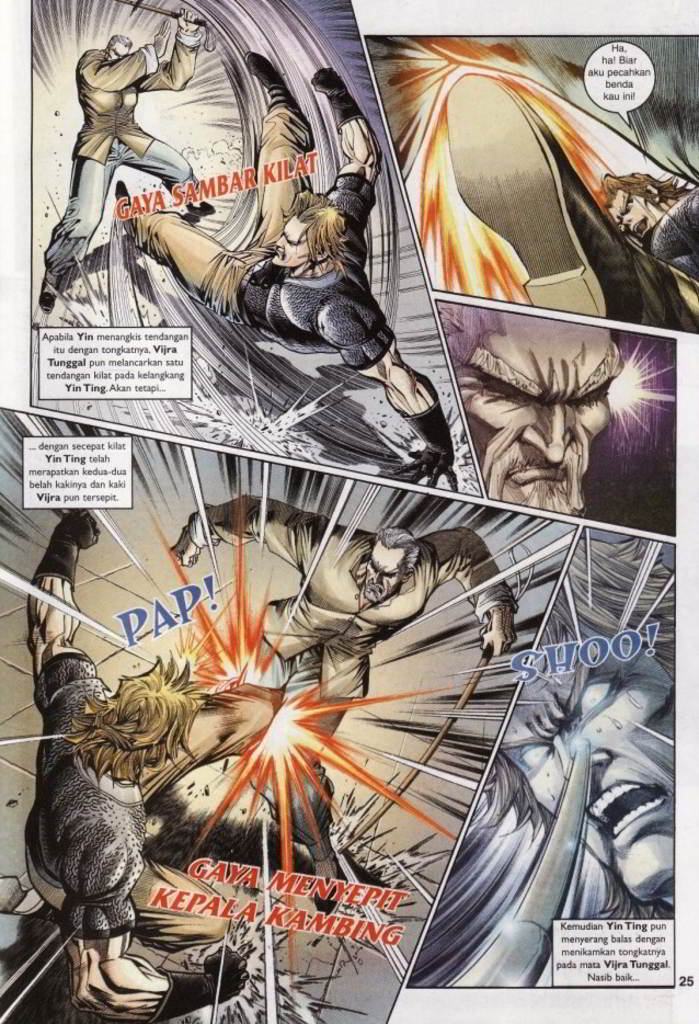 GAYA SAMBAR KILAT
Apabila Yin menangkis tendangan
itu dengan tongkatnya, Vijra
Tunggal pun melancarkan satu
tendangan kilat pada kelangkang
Yin Ting. Akan tetapi...
Ha,
ha! Biar
aku pecahkan
benda
kau ini!
... dengan secepat kilat
Yin Ting telah
merapatkan kedua-dua
belah kakinya dan kaki
Vijra pun tersepit.
PAP!
GAYA MENYEPIT
KEPALA KAMBING
SHOO!
Kemudian Yin Ting pun
menyerang balas dengan
menikamkan tongkatnya
pada mata Vijra Tunggal.
Nasib baik...
25